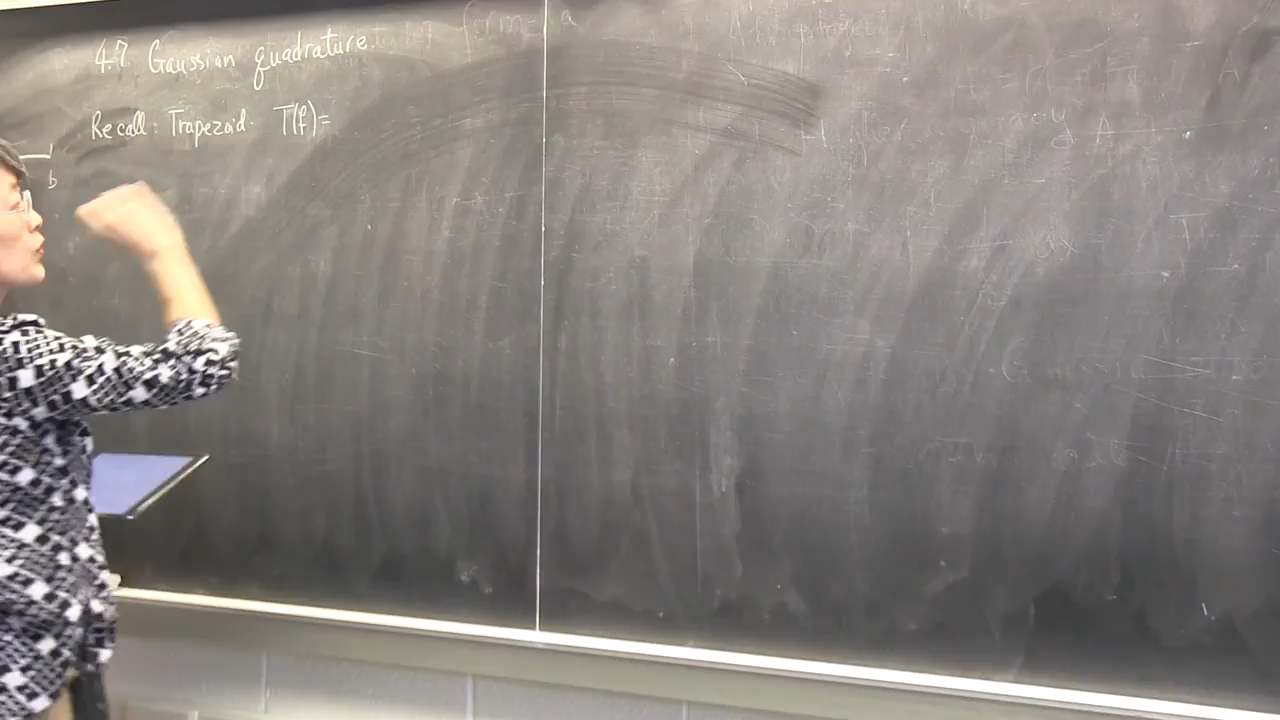 4.7 Gaussian quadrature
Recall: Trapezoid. T(f)=
b